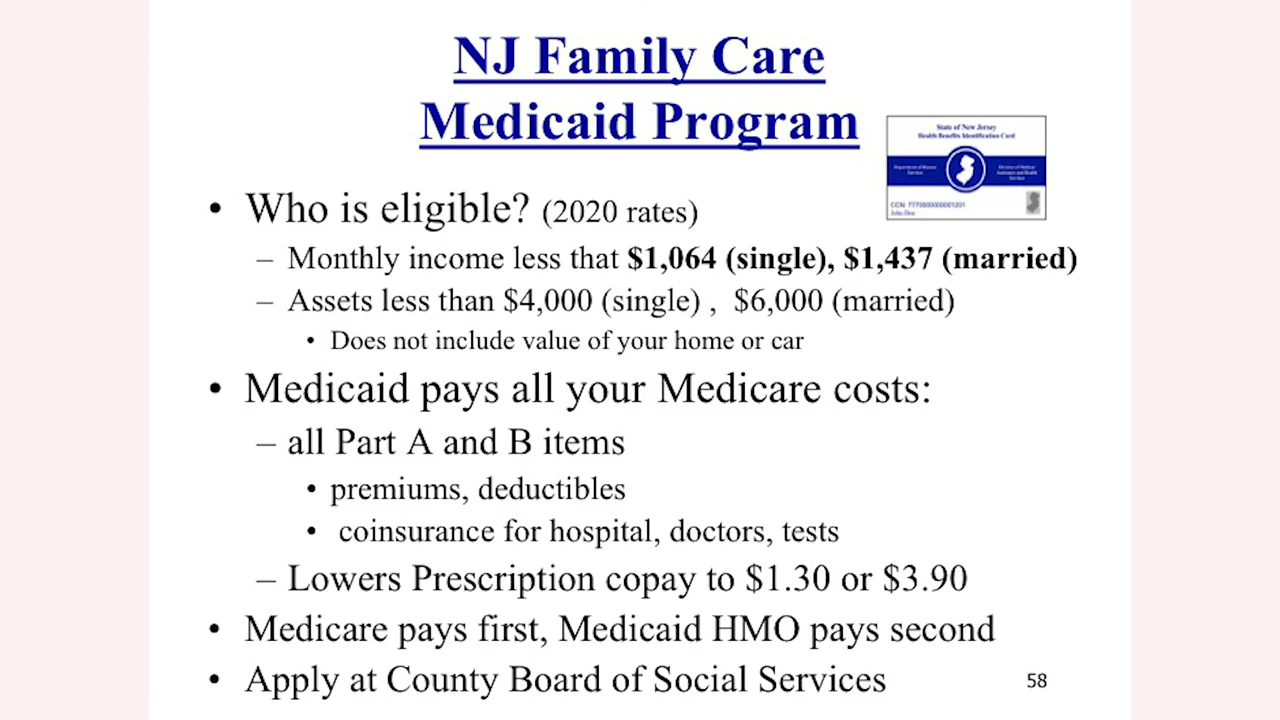 NJ Family Care
Medicaid Program
State of New Jersey
Health Benefits Identification Card
Department of Human
Services
Division of Medical
Assistance and Health
Services
John Doe
• Who is eligible? (2020 rates)
– Monthly income less that $1,064 (single), $1,437 (married)
– Assets less than $4,000 (single) , $6,000 (married)
• Does not include value of your home or car
• Medicaid pays all your Medicare costs:
– all Part A and B items
• premiums, deductibles
• coinsurance for hospital, doctors, tests
– Lowers Prescription copay to $1.30 or $3.90
• Medicare pays first, Medicaid HMO pays second
• Apply at County Board of Social Services
58